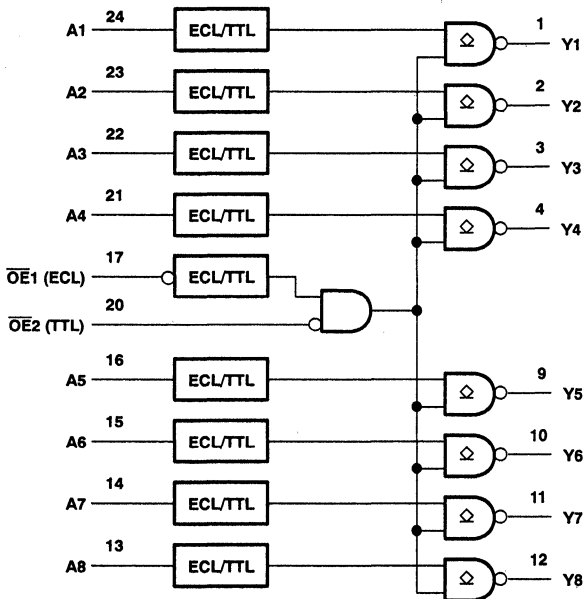 24 1
A1 ECL/TTL Y1
23 2
A2 ECL/TTL Y2
22 3
A3 ECL/TTL Y3
21 4
A4 ECL/TTL Y4
17
OE1 (ECL) ECL/TTL
20
OE2 (TTL)
16 9
A5 ECL/TTL Y5
15 10
A6 ECL/TTL Y6
14 11
A7 ECL/TTL Y7
13 12
A8 ECL/TTL Y8